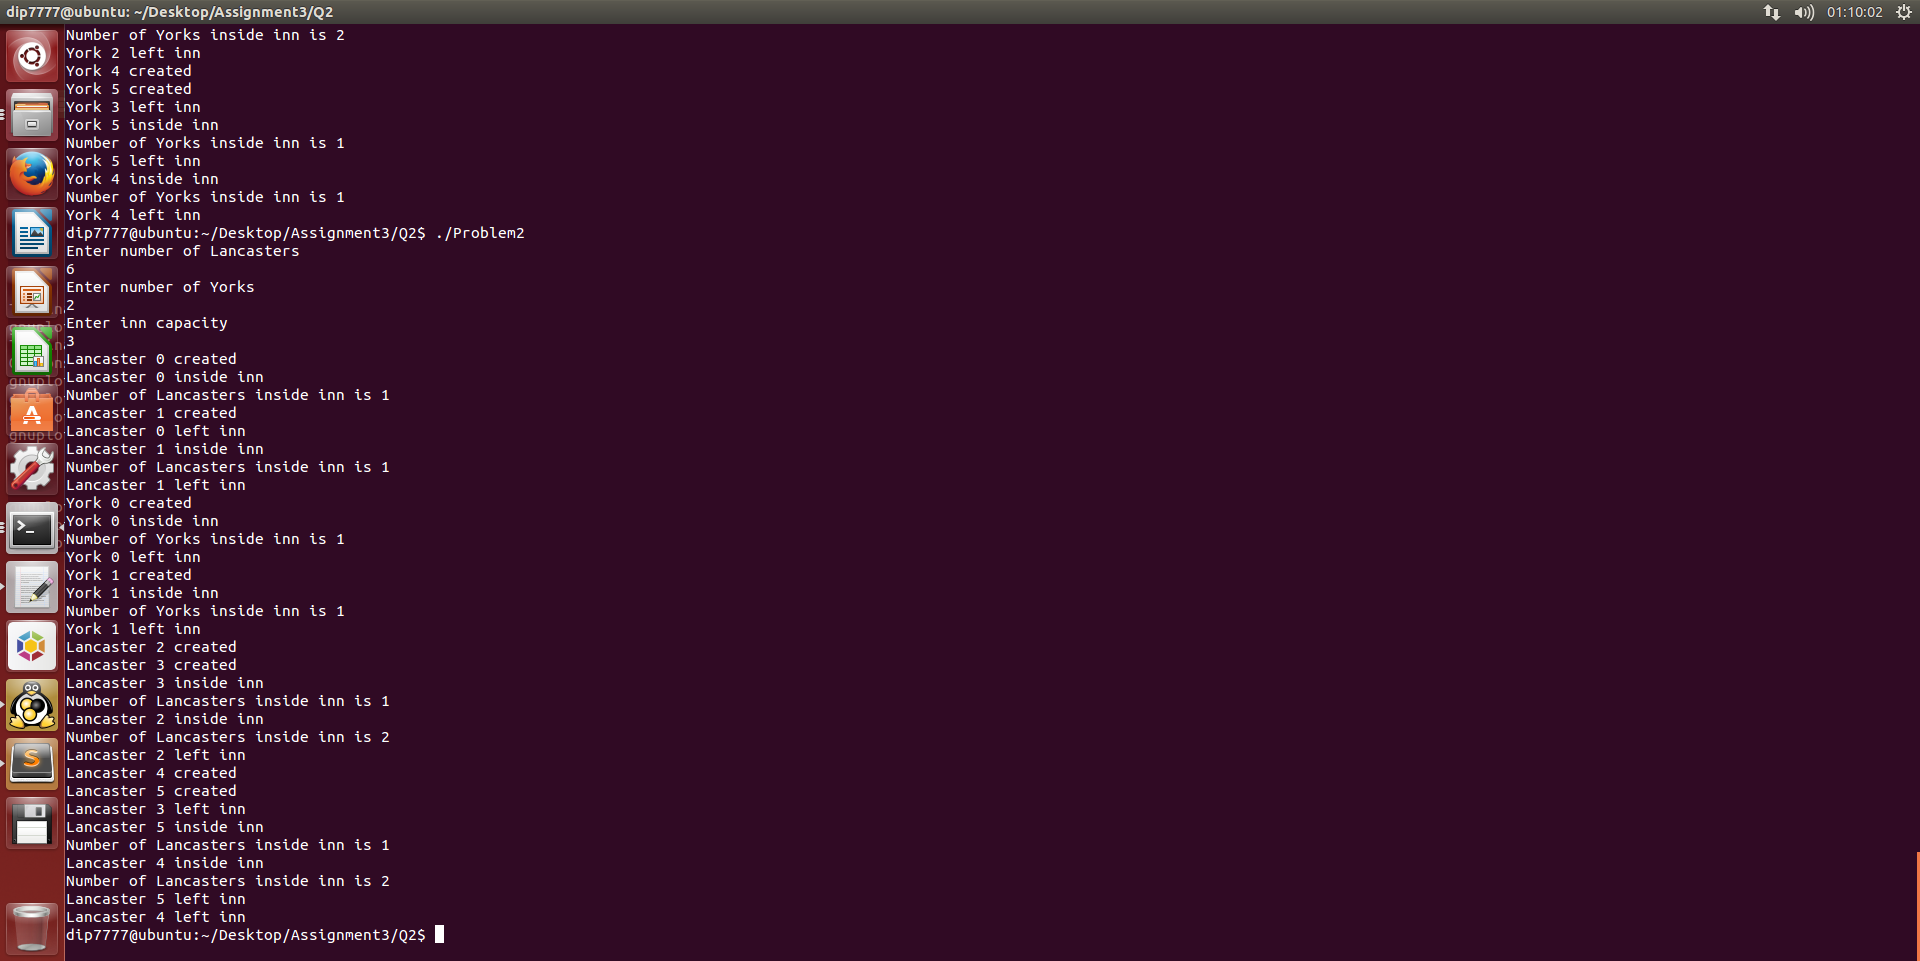 dip7777@ubuntu: ~/Desktop/Assignment3/Q2
01:10:02
Number of Yorks inside inn is 2
York 2 left inn
York 4 created
York 5 created
York 3 left inn
York 5 inside inn
Number of Yorks inside inn is 1
York 5 left inn
York 4 inside inn
Number of Yorks inside inn is 1
York 4 left inn
dip7777@ubuntu:~/Desktop/Assignment3/Q2$ ./Problem2
Enter number of Lancasters
6
Enter number of Yorks
2
Enter inn capacity
3
Lancaster 0 created
Lancaster 0 inside inn
Number of Lancasters inside inn is 1
Lancaster 1 created
Lancaster 0 left inn
Lancaster 1 inside inn
Number of Lancasters inside inn is 1
Lancaster 1 left inn
York 0 created
York 0 inside inn
Number of Yorks inside inn is 1
York 0 left inn
York 1 created
York 1 inside inn
Number of Yorks inside inn is 1
York 1 left inn
Lancaster 2 created
Lancaster 3 created
Lancaster 3 inside inn
Number of Lancasters inside inn is 1
Lancaster 2 inside inn
Number of Lancasters inside inn is 2
Lancaster 2 left inn
Lancaster 4 created
Lancaster 5 created
Lancaster 3 left inn
Lancaster 5 inside inn
Number of Lancasters inside inn is 1
Lancaster 4 inside inn
Number of Lancasters inside inn is 2
Lancaster 5 left inn
Lancaster 4 left inn
dip7777@ubuntu:~/Desktop/Assignment3/Q2$